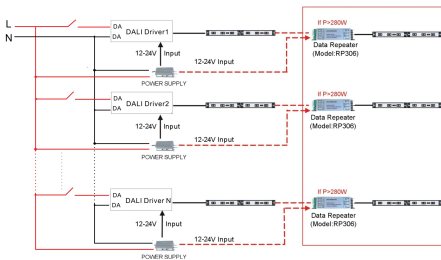 L
N
DA
DA
DALI Driver1
12-24V Input
POWER SUPPLY
12-24V Input
If P>280W
Data Repeater
(Model:RP306)
DA
DA
DALI Driver2
12-24V Input
POWER SUPPLY
12-24V Input
If P>280W
Data Repeater
(Model:RP306)
DA
DA
DALI Driver N
12-24V Input
POWER SUPPLY
12-24V Input
If P>280W
Data Repeater
(Model:RP306)